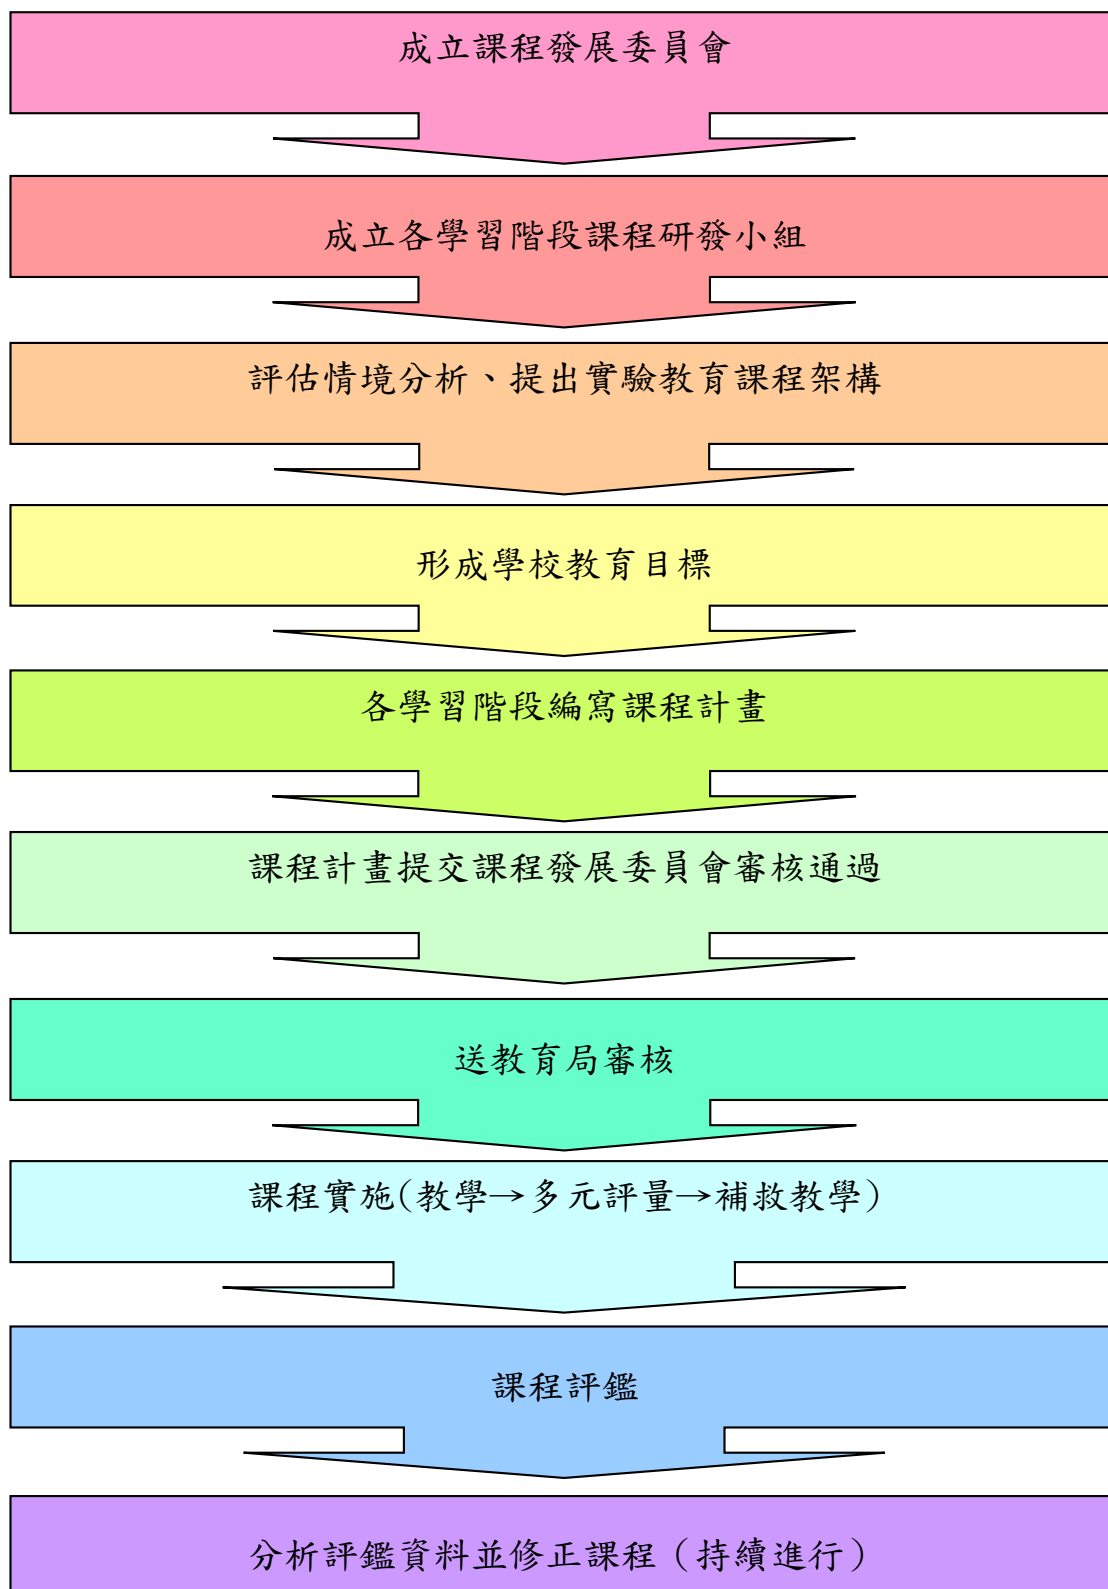 成立課程發展委員會
成立各學習階段課程研發小組
評估情境分析、提出實驗教育課程架構
形成學校教育目標
各學習階段編寫課程計畫
課程計畫提交課程發展委員會審核通過
送教育局審核
課程實施(教學→多元評量→補救教學)
課程評鑑
分析評鑑資料並修正課程（持續進行）